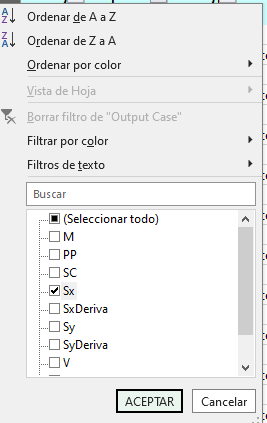 Ordenar de A a Z
Ordenar de Z a A
Ordenar por color
Vista de Hoja
Borrar filtro de "Output Case"
Filtrar por color
Filtros de texto
Buscar
(Seleccionar todo)
M
PP
SC
Sx
SxDeriva
Sy
SyDeriva
V
ACEPTAR
Cancelar